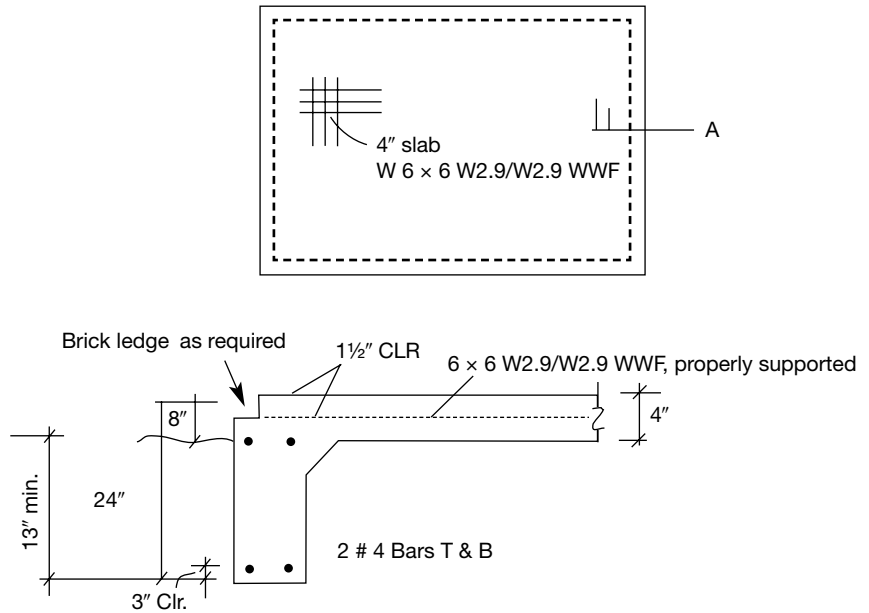 4″ slab
W 6 × 6 W2.9/W2.9 WWF
A
Brick ledge as required
1½″ CLR
6 × 6 W2.9/W2.9 WWF, properly supported
8″
4″
13″ min.
24″
2 # 4 Bars T & B
3″ Clr.